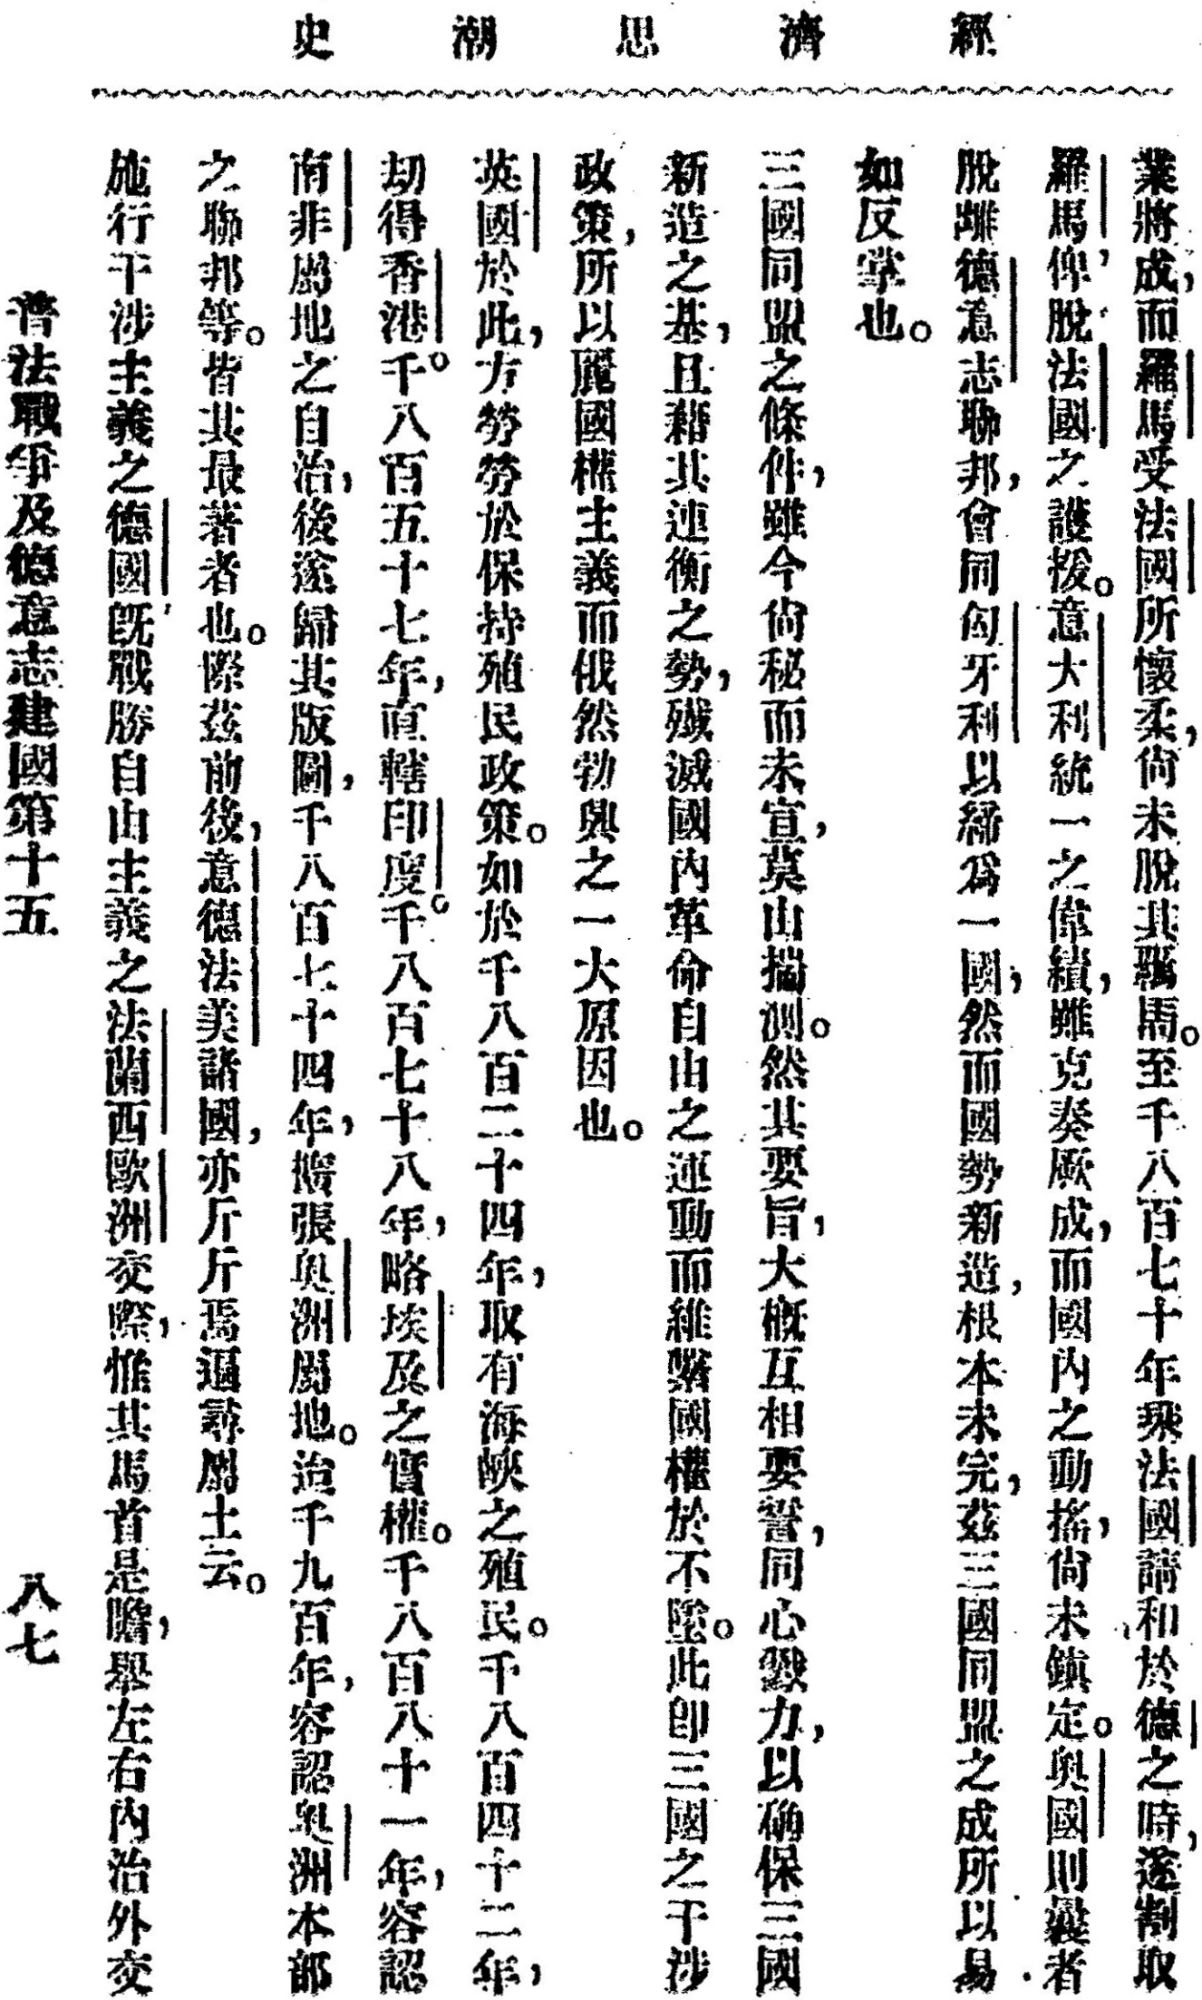 經濟思潮史
業將成，而羅馬受法國所懷柔，尙未脫其羈馬。至千八百七十年乘法國請和於德之時，遂割取
羅馬，俾脫法國之護援。意大利統一之偉績，雖克奏厥成，而國內之動搖，尙未鎮定。奧國則曩者
脫離德意志聯邦，會同匈牙利以締爲一國，然而國勢新造，根本未完，茲三國同盟之成所以易
如反掌也。
三國同盟之條件，雖今尙秘而未宣，莫由揣測。然其要旨，大概互相要誓，同心戮力，以确保三國
新造之基，且藉其連衡之勢，殘滅國內革命自由之運動而維繫國權於不墜。此卽三國之干涉
政策，所以麗國權主義而俄然勃興之一大原因也。
英國於此，方勞勞於保持殖民政策。如於千八百二十四年，取有海峽之殖民。千八百四十二年，
刧得香港。千八百五十七年，直轄印度。千八百七十八年，略埃及之實權。千八百八十一年，容認
南非屬地之自治，後遂歸其版圖，千八百七十四年，擴張奧洲屬地。迨千九百年，容認奧洲本部
之聯邦等。皆其最著者也。際茲前後，意德法美諸國，亦斤斤焉逼尋屬土云。
施行干涉主義之德國旣戰勝自由主義之法蘭西歐洲交際，惟其馬首是瞻，舉左右內治外交
普法戰爭及德意志建國第十五
八七